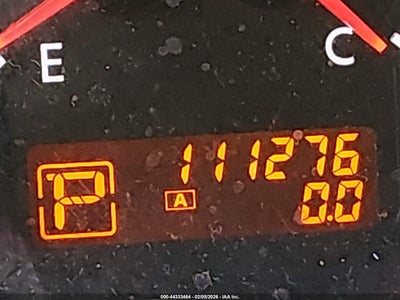 E C
111276
P A 0.0
000-44333464 - 02/05/2026 - IAA Inc.